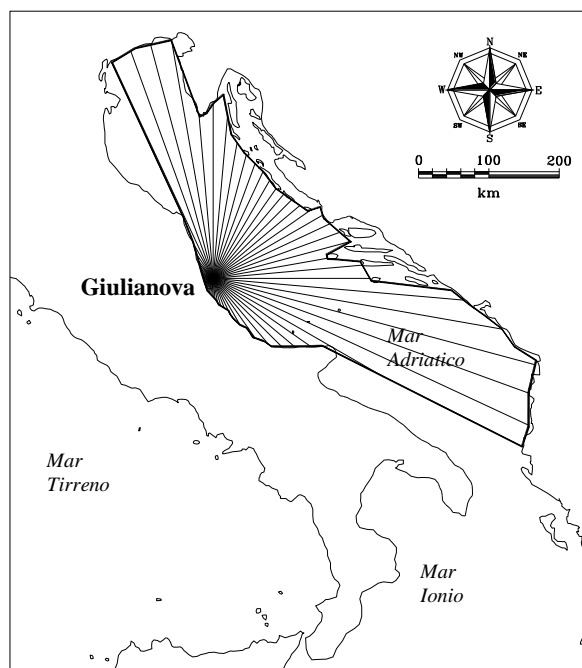 N
NW
NE
W
E
SW
SE
S
0
100
200
km
Giulianova
Mar
Adriatico
Mar
Tirreno
Mar
Ionio